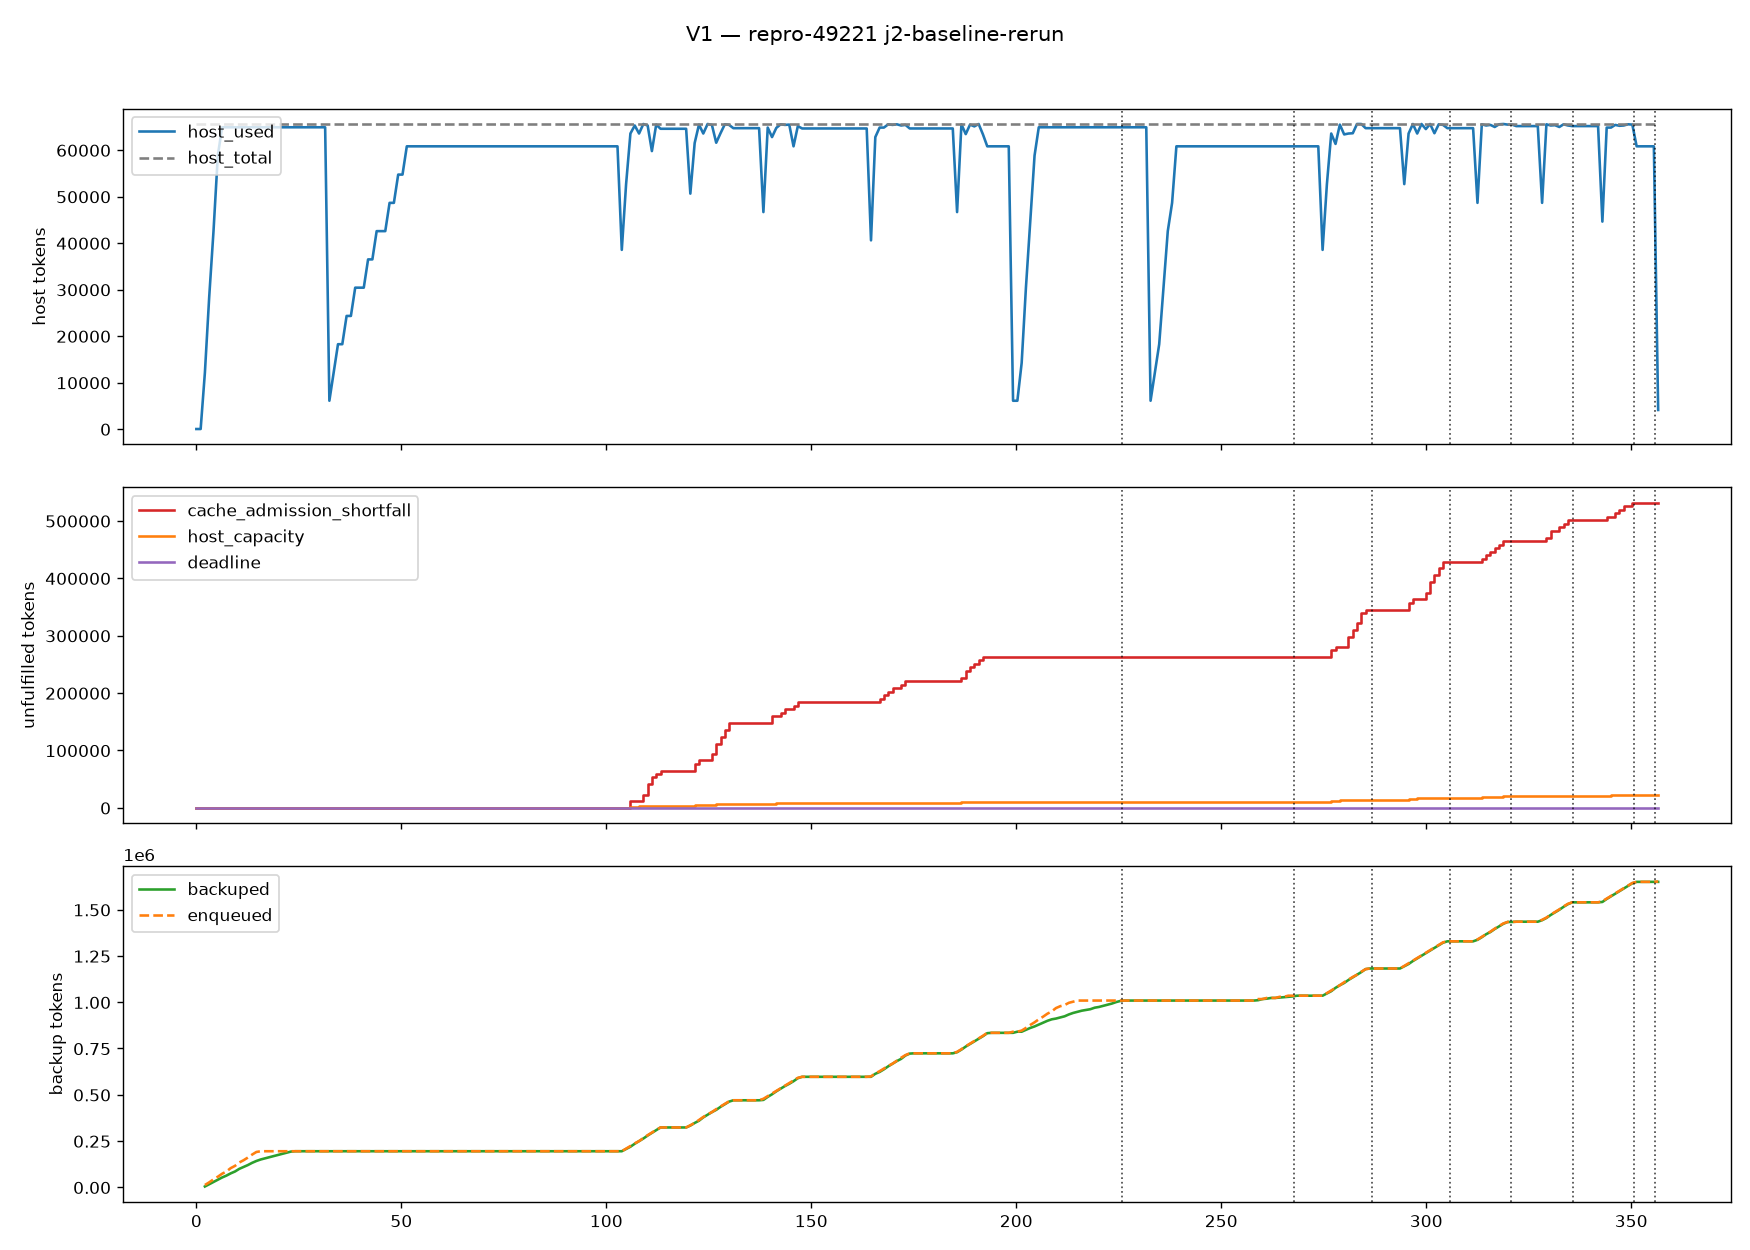 V1 — repro-49221 j2-baseline-rerun
host_used
host_total
60000
50000
40000
30000
20000
10000
0
host tokens
cache_admission_shortfall
host_capacity
deadline
500000
400000
300000
200000
100000
0
unfulfilled tokens
1e6
backuped
enqueued
1.50
1.25
1.00
0.75
0.50
0.25
0.00
backup tokens
0 50 100 150 200 250 300 350